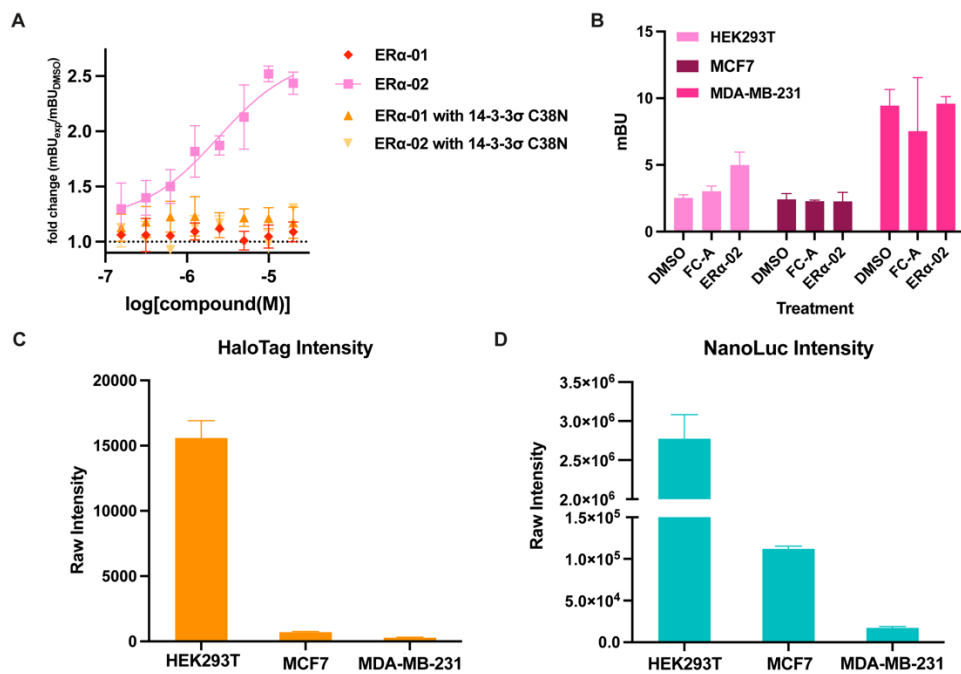 A
fold change (mBUexp/mBUDMSO)
2.5
2.0
1.5
1.0
-7
-6
-5
log[compound(M)]
ERα-01
ERα-02
ERα-01 with 14-3-3σ C38N
ERα-02 with 14-3-3σ C38N
B
mBU
15
10
5
0
HEK293T
MCF7
MDA-MB-231
DMSO
FC-A
ERα-02
DMSO
FC-A
ERα-02
DMSO
FC-A
ERα-02
Treatment
C
HaloTag Intensity
Raw Intensity
20000
15000
10000
5000
0
HEK293T
MCF7
MDA-MB-231
D
NanoLuc Intensity
Raw Intensity
3.5×10⁶
3.0×10⁶
2.5×10⁶
2.0×10⁶
1.5×10⁵
1.0×10⁵
5.0×10⁴
0.0
HEK293T
MCF7
MDA-MB-231